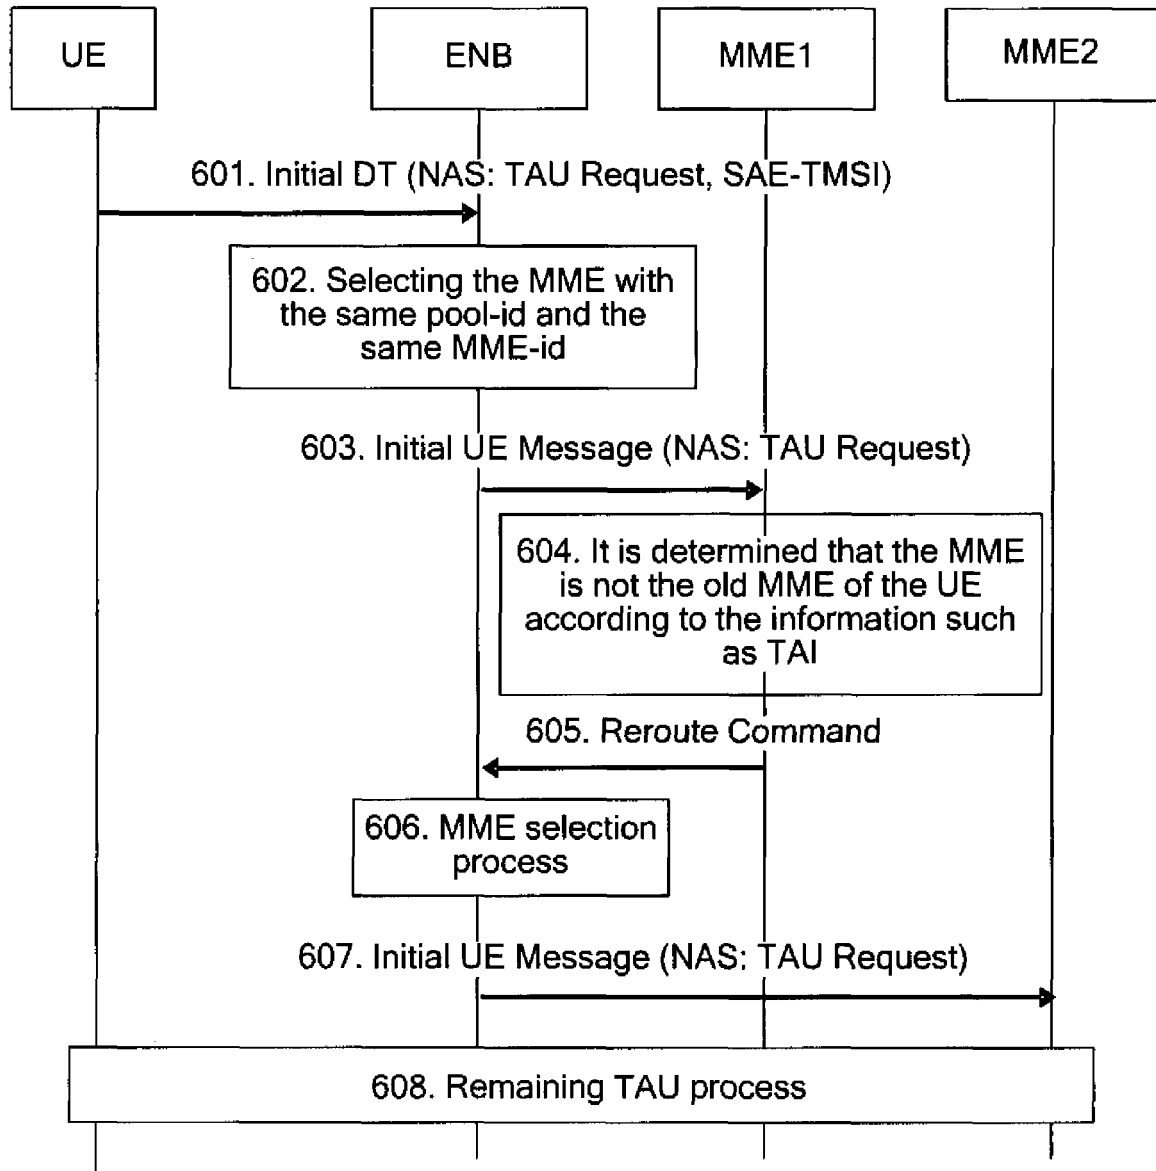 UE
ENB
MME1
MME2
601. Initial DT (NAS: TAU Request, SAE-TMSI)
602. Selecting the MME with
the same pool-id and the
same MME-id
603. Initial UE Message (NAS: TAU Request)
604. It is determined that the MME
is not the old MME of the UE
according to the information such
as TAI
605. Reroute Command
606. MME selection
process
607. Initial UE Message (NAS: TAU Request)
608. Remaining TAU process